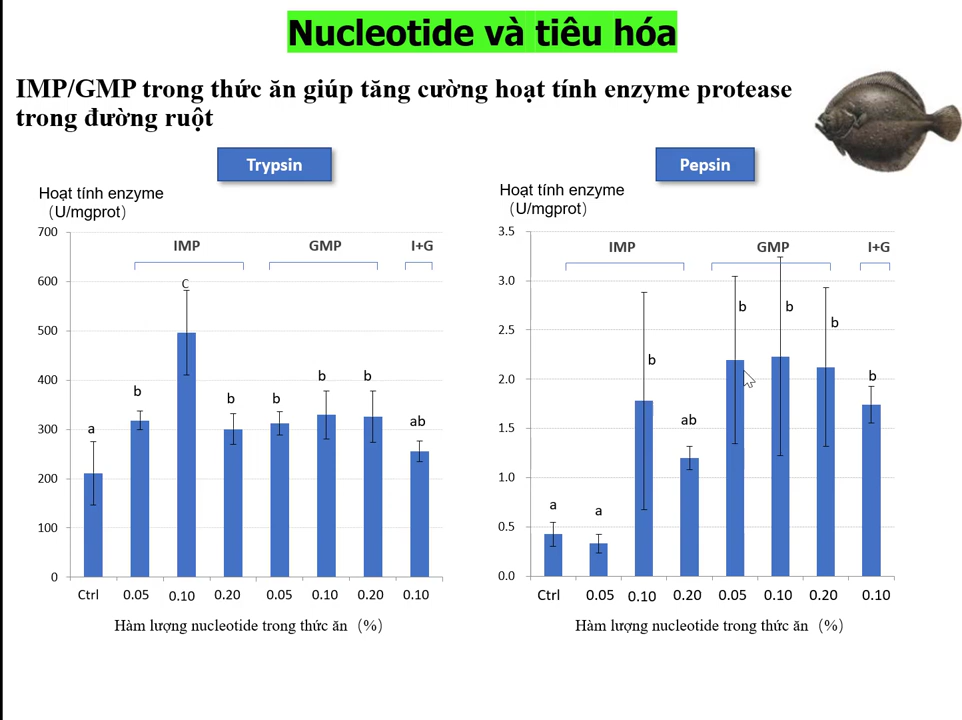 Nucleotide và tiêu hóa
IMP/GMP trong thức ăn giúp tăng cường hoạt tính enzyme protease
trong đường ruột
Trypsin
Hoạt tính enzyme
（U/mgprot）
700
600
500
400
300
200
100
0
IMP
GMP
I+G
a
b
C
b
b
b
b
ab
Ctrl 0.05 0.10 0.20 0.05 0.10 0.20 0.10
Hàm lượng nucleotide trong thức ăn（%）
Pepsin
Hoạt tính enzyme
（U/mgprot）
3.5
3.0
2.5
2.0
1.5
1.0
0.5
0.0
IMP
GMP
I+G
a
a
b
ab
b
b
b
b
Ctrl 0.05 0.10 0.20 0.05 0.10 0.20 0.10
Hàm lượng nucleotide trong thức ăn（%）